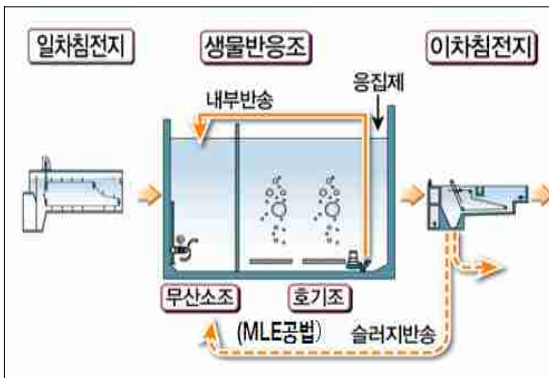 일차침전지
생물반응조
이차침전지
응집제
내부반송
무산소조
호기조
(MLE공법)
슬러지반송